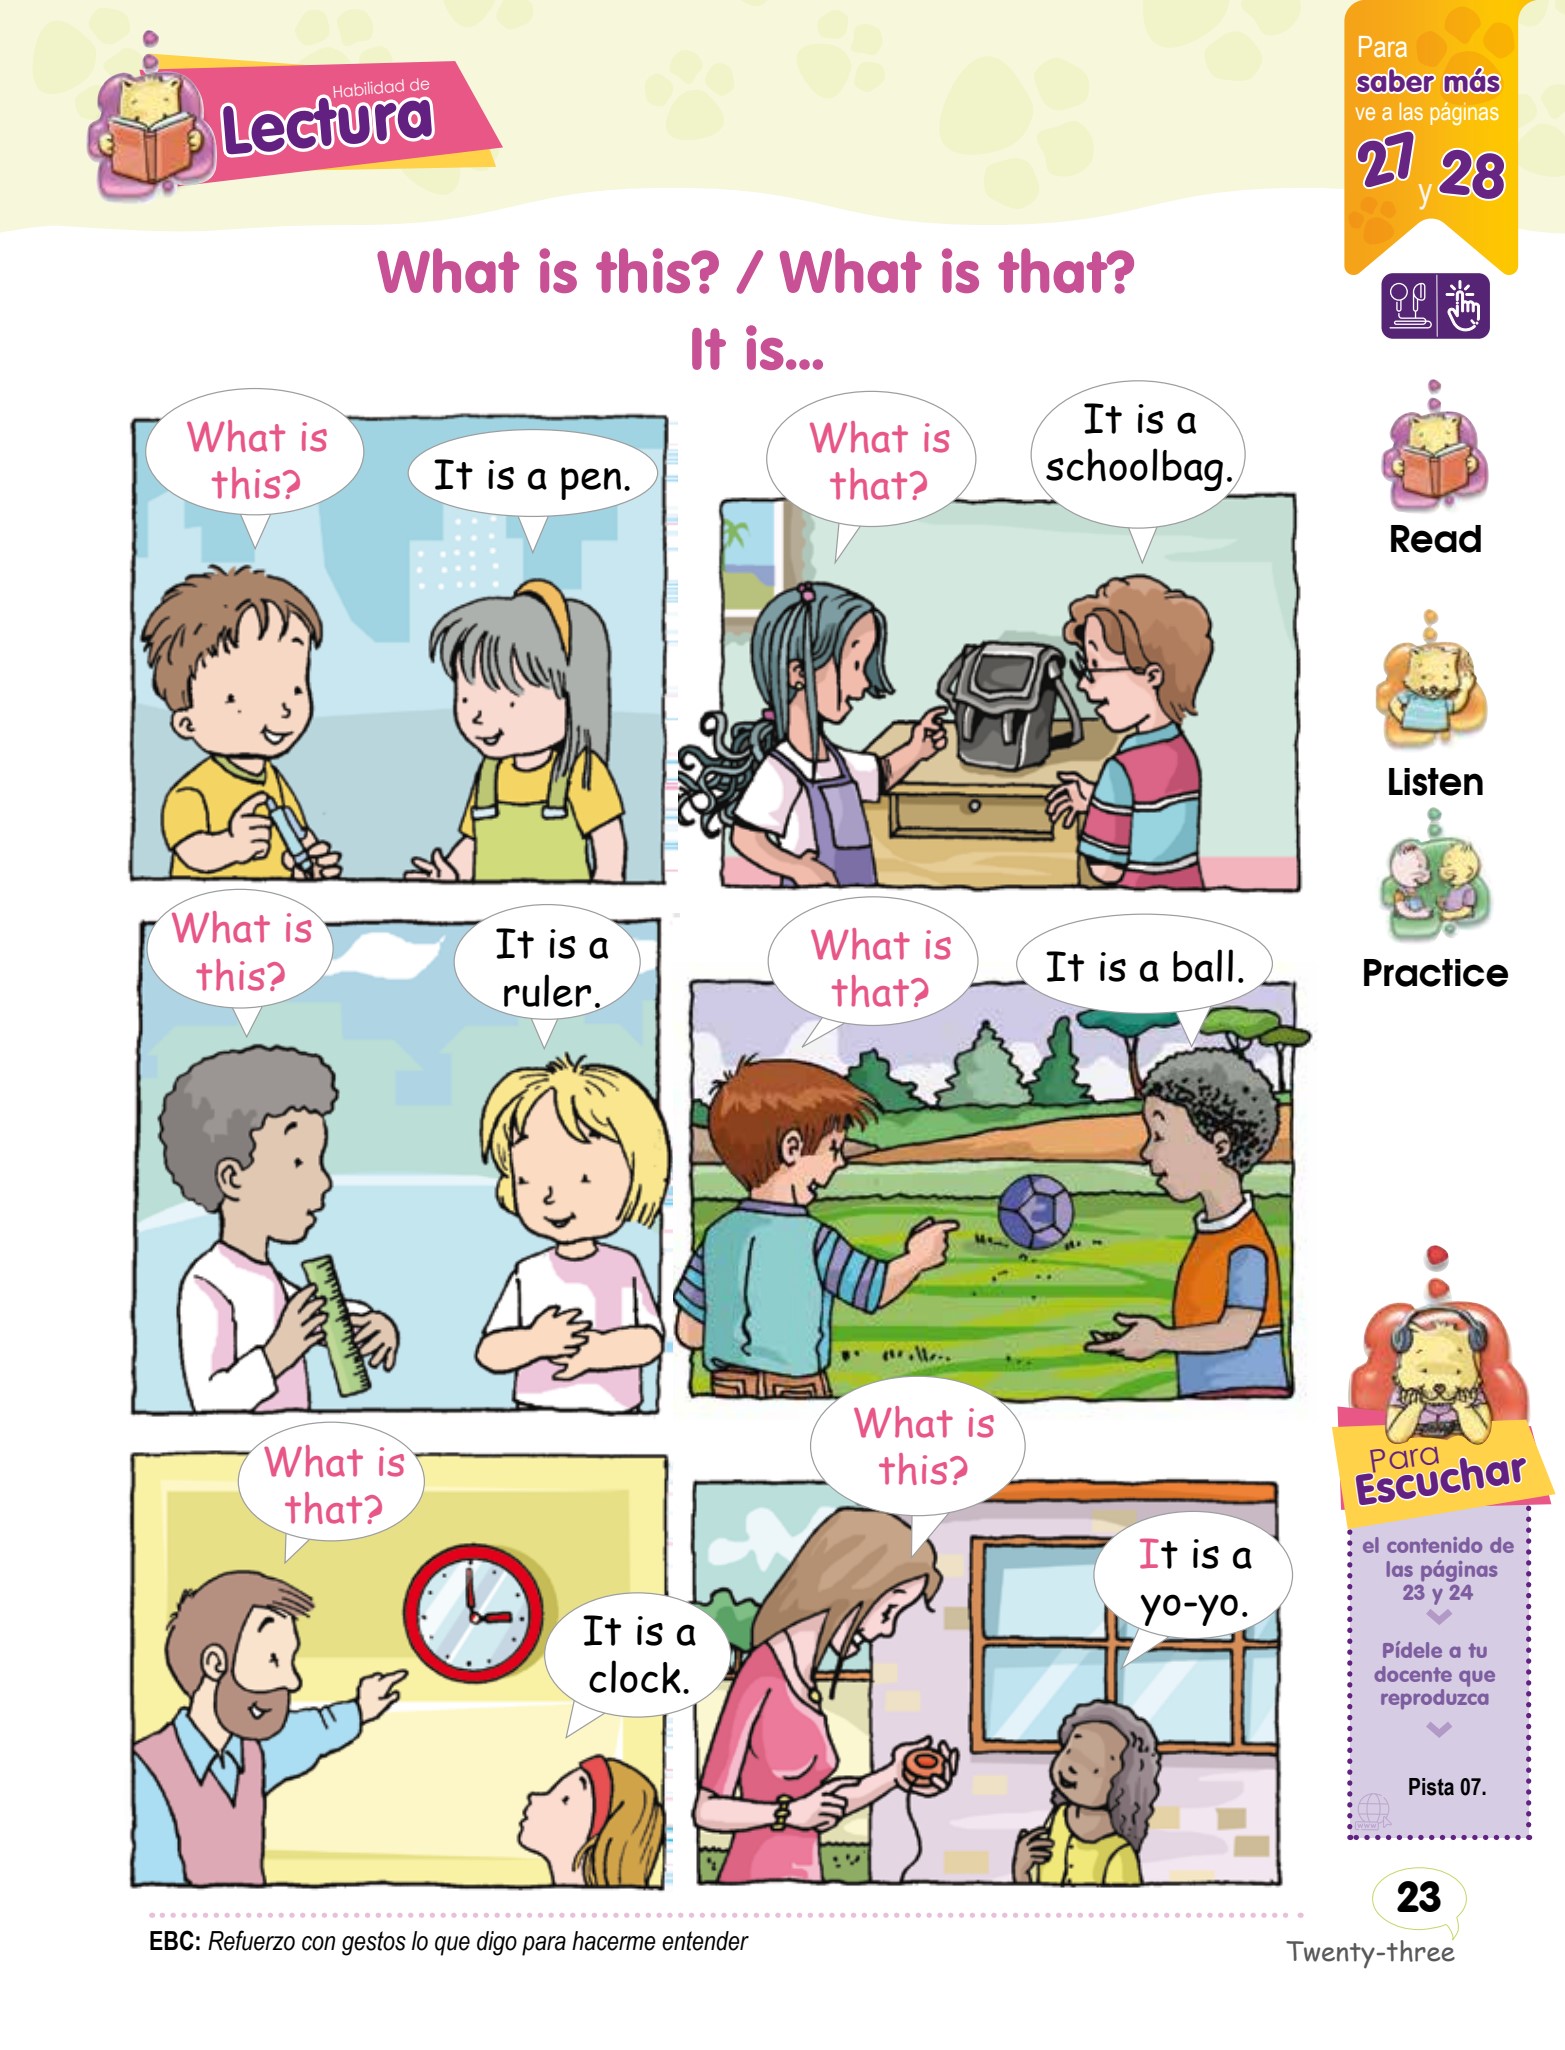 Habilidad de
Lectura
Para
saber más
ve a las páginas
27 y 28
What is this? / What is that?
It is...
What is
this?
It is a pen.
What is
that?
It is a
schoolbag.
What is
this?
It is a
ruler.
What is
that?
It is a ball.
What is
that?
It is a
clock.
What is
this?
It is a
yo-yo.
Read
Listen
Practice
Para
Escuchar
el contenido de
las páginas
23 y 24
Pídele a tu
docente que
reproduzca
Pista 07.
www
23
Twenty-three
EBC: Refuerzo con gestos lo que digo para hacerme entender